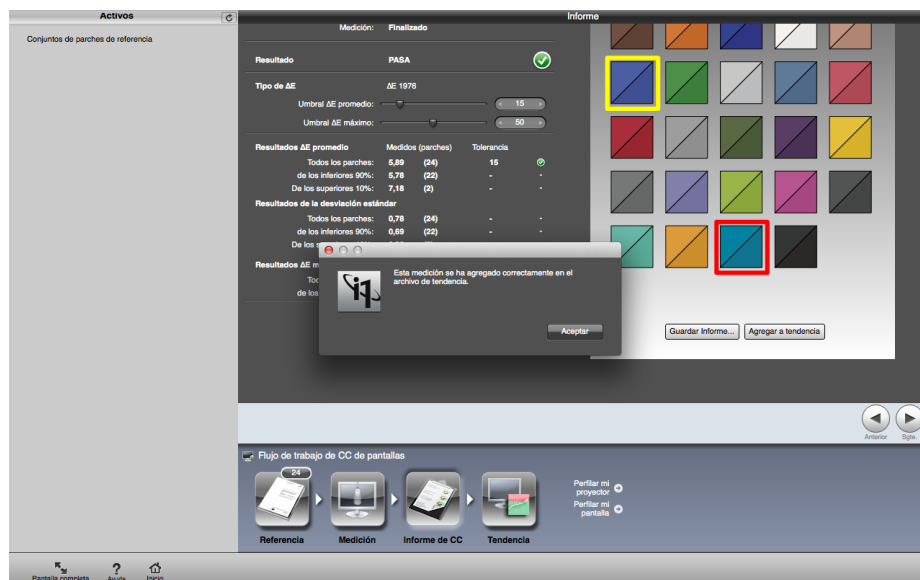 Activos
Informe
Conjuntos de parches de referencia
Medición: Finalizado
Resultado PASA
Tipo de ΔE ΔE 1976
Umbral ΔE promedio: 15
Umbral ΔE máximo: 50
Resultados ΔE promedio Medidos (parches) Tolerancia
Todos los parches: 5,89 (24) 15
de los inferiores 90%: 5,78 (22) - -
De los superiores 10%: 7,18 (2) - -
Resultados de la desviación estándar
Todos los parches: 0,78 (24) - -
de los inferiores 90%: 0,69 (22) - -
De los
Resultados ΔE
de los
i1
Esta medición se ha agregado correctamente en el
archivo de tendencia.
Aceptar
Guardar Informe... Agregar a tendencia
Anterior Sgte.
Flujo de trabajo de CC de pantallas
24
Perfilar mi
proyector
Perfilar mi
pantalla
Referencia Medición Informe de CC Tendencia
Pantalla completa Ayuda Inicio